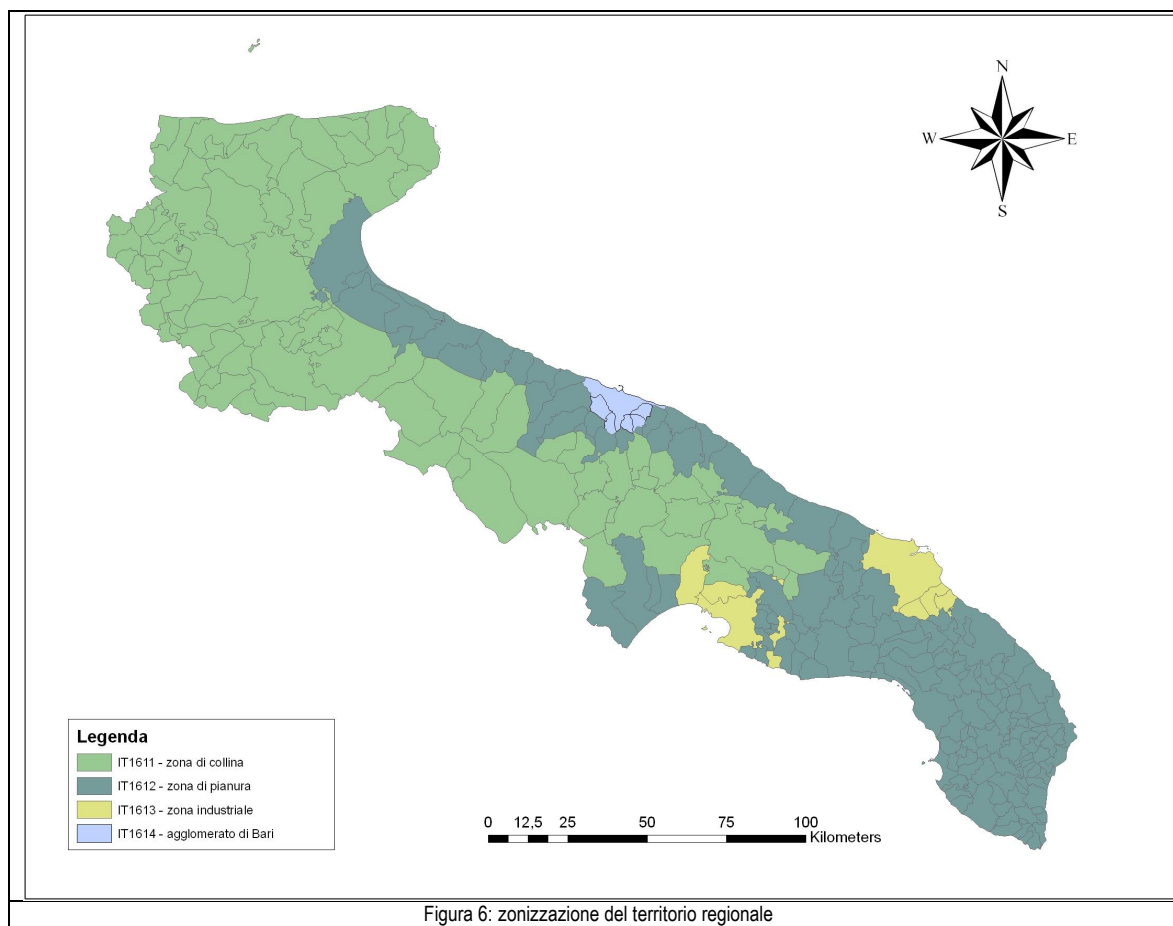 N
W
E
S
Legenda
IT1611 - zona di collina
IT1612 - zona di pianura
IT1613 - zona industriale
IT1614 - agglomerato di Bari
0 12,5 25 50 75 100
Kilometers
Figura 6: zonizzazione del territorio regionale